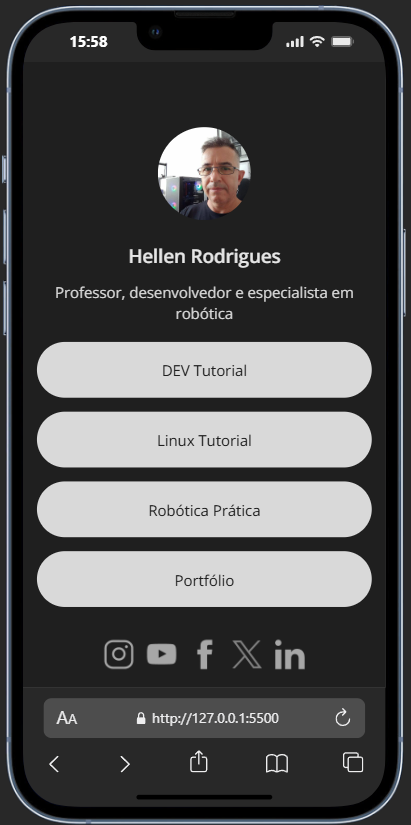 15:58
Hellen Rodrigues
Professor, desenvolvedor e especialista em
robótica
DEV Tutorial
Linux Tutorial
Robótica Prática
Portfólio
AA http://127.0.0.1:5500